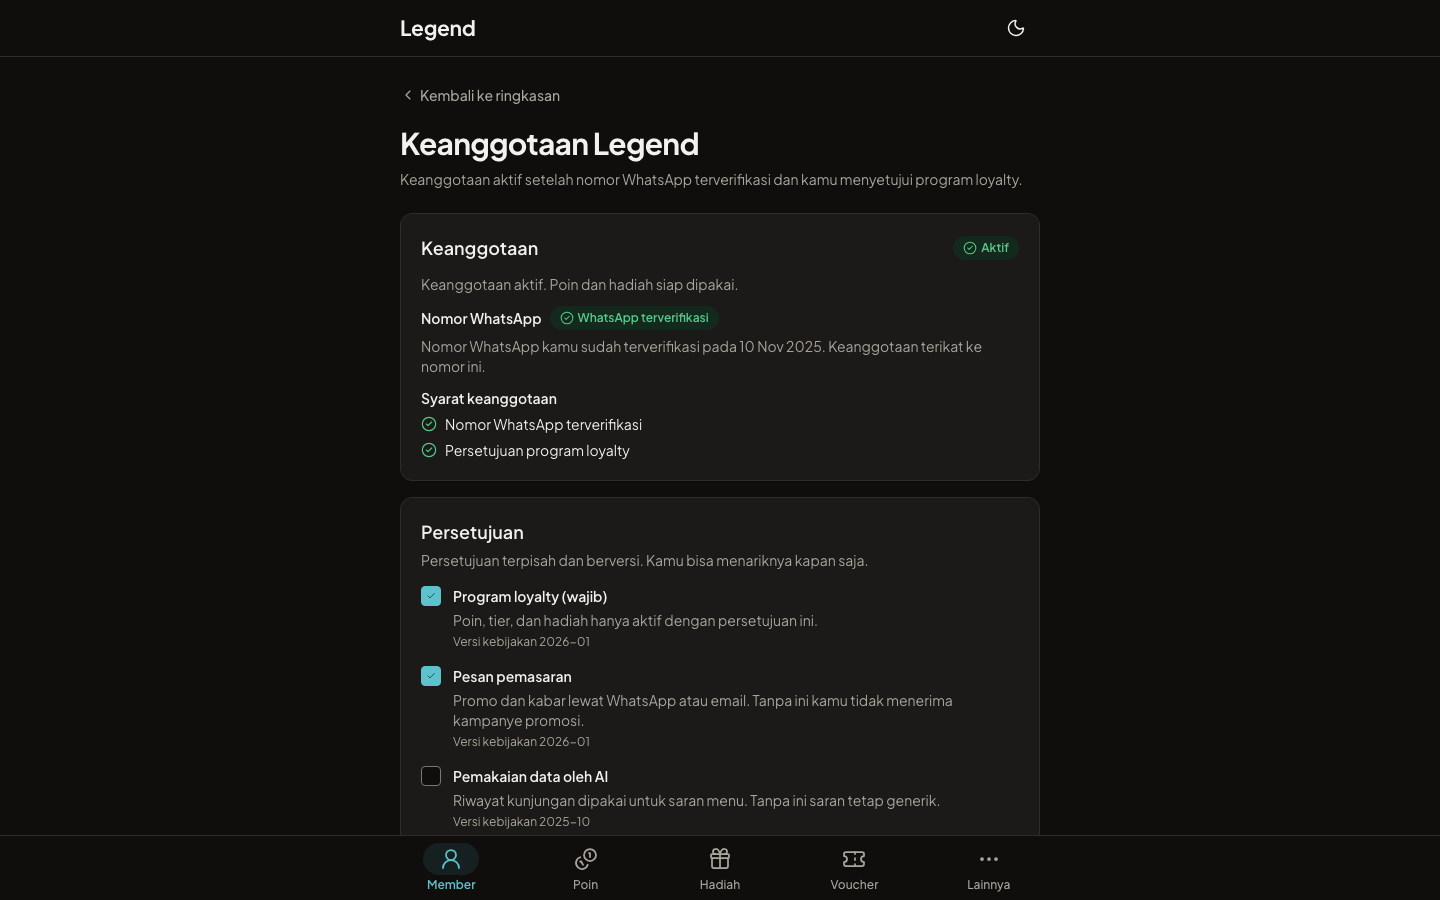 Legend
Kembali ke ringkasan
Keanggotaan Legend
Keanggotaan aktif setelah nomor WhatsApp terverifikasi dan kamu menyetujui program loyalty.
Keanggotaan
Aktif
Keanggotaan aktif. Poin dan hadiah siap dipakai.
Nomor WhatsApp
WhatsApp terverifikasi
Nomor WhatsApp kamu sudah terverifikasi pada 10 Nov 2025. Keanggotaan terikat ke
nomor ini.
Syarat keanggotaan
Nomor WhatsApp terverifikasi
Persetujuan program loyalty
Persetujuan
Persetujuan terpisah dan berversi. Kamu bisa menariknya kapan saja.
Program loyalty (wajib)
Poin, tier, dan hadiah hanya aktif dengan persetujuan ini.
Versi kebijakan 2026-01
Pesan pemasaran
Promo dan kabar lewat WhatsApp atau email. Tanpa ini kamu tidak menerima
kampanye promosi.
Versi kebijakan 2026-01
Pemakaian data oleh AI
Riwayat kunjungan dipakai untuk saran menu. Tanpa ini saran tetap generik.
Versi kebijakan 2025-10
Member
Poin
Hadiah
Voucher
Lainnya